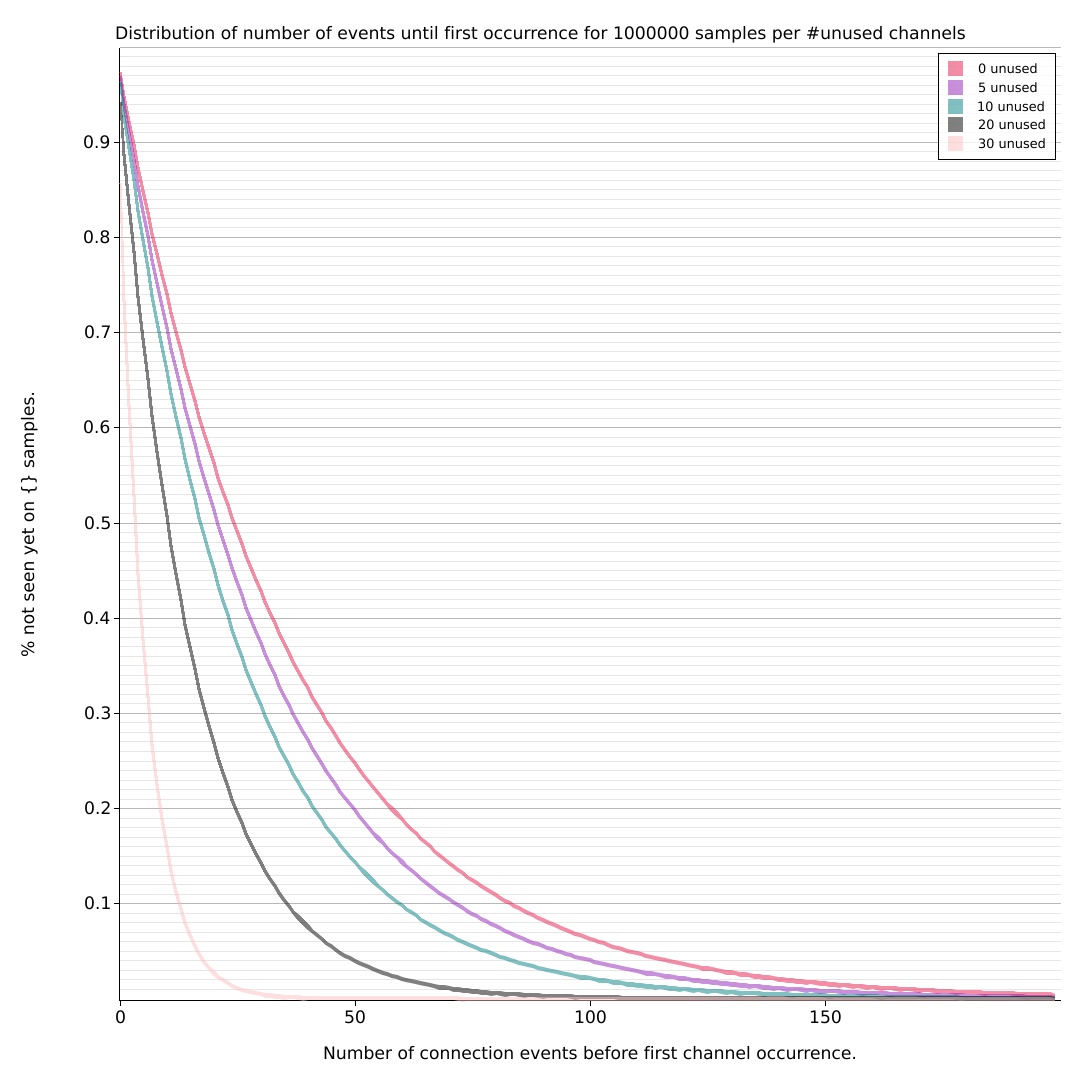 Distribution of number of events until first occurrence for 1000000 samples per #unused channels
0 unused
5 unused
10 unused
20 unused
30 unused
% not seen yet on {} samples.
0.9
0.8
0.7
0.6
0.5
0.4
0.3
0.2
0.1
0 50 100 150
Number of connection events before first channel occurrence.